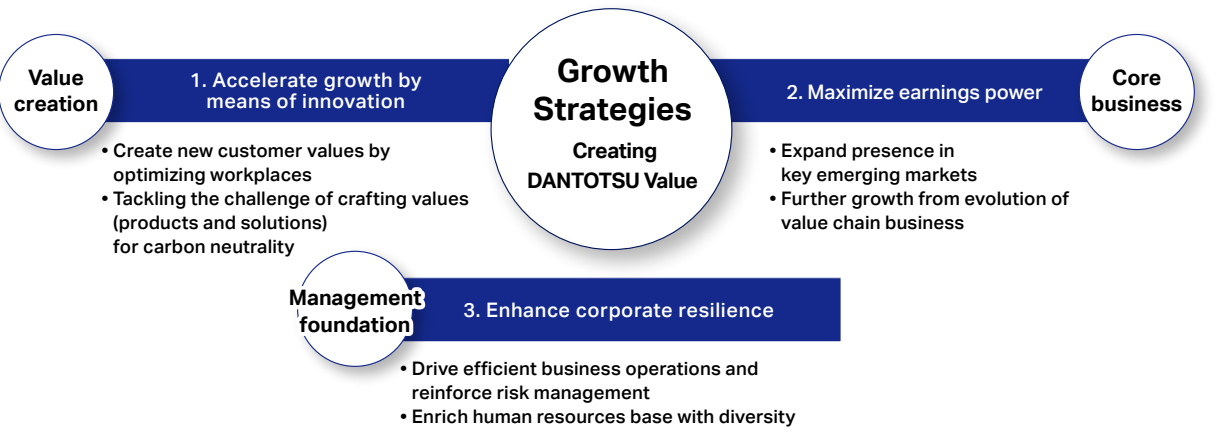 Value
creation
1. Accelerate growth by
means of innovation
• Create new customer values by
optimizing workplaces
• Tackling the challenge of crafting values
(products and solutions)
for carbon neutrality
Growth
Strategies
Creating
DANTOTSU Value
2. Maximize earnings power
Core
business
• Expand presence in
key emerging markets
• Further growth from evolution of
value chain business
Management
foundation
3. Enhance corporate resilience
• Drive efficient business operations and
reinforce risk management
• Enrich human resources base with diversity